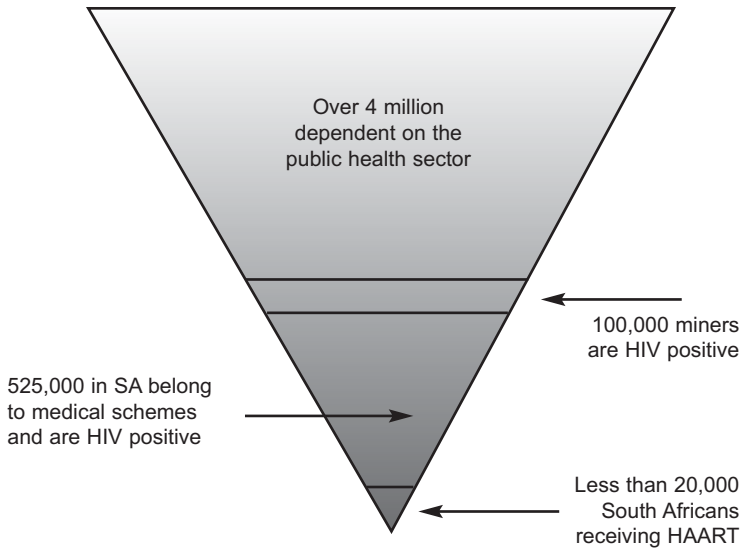 Over 4 million
dependent on the
public health sector
100,000 miners
are HIV positive
525,000 in SA belong
to medical schemes
and are HIV positive
Less than 20,000
South Africans
receiving HAART